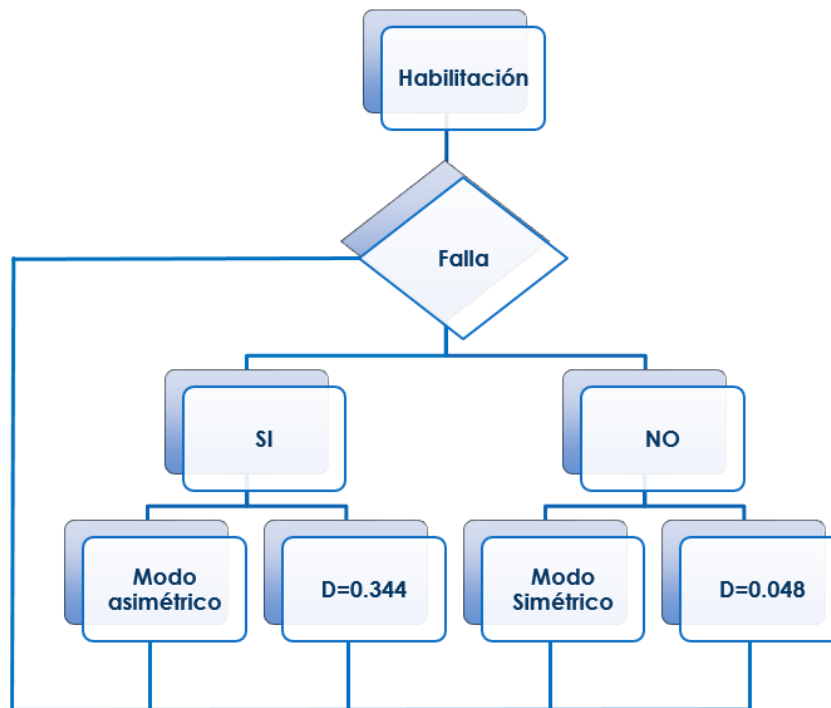 Habilitación
Falla
SI
NO
Modo
asimétrico
D=0.344
Modo
Simétrico
D=0.048